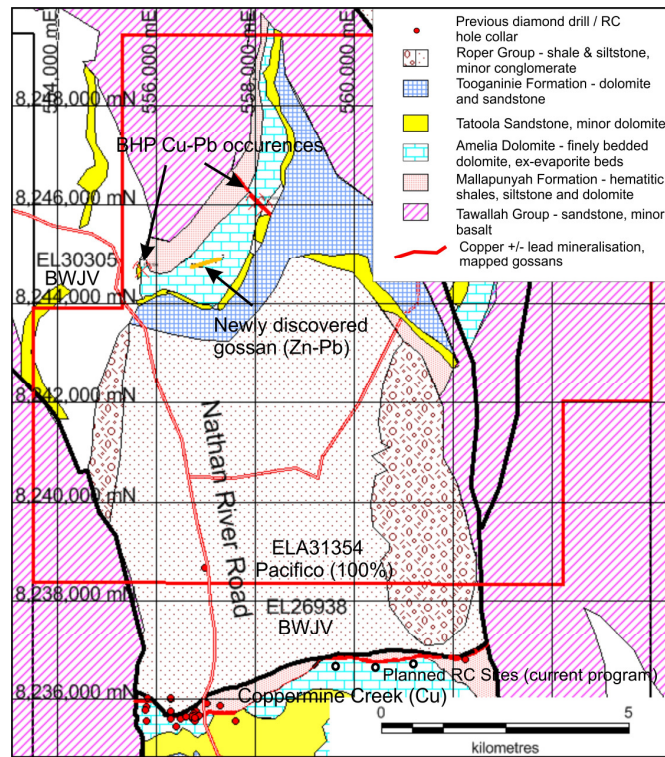 Previous diamond drill / RC
hole collar
Roper Group - shale & siltstone,
minor conglomerate
Tooganinie Formation - dolomite
and sandstone
Tatoola Sandstone, minor dolomite
Amelia Dolomite - finely bedded
dolomite, ex-evaporite beds
Mallapunyah Formation - hematitic
shales, siltstone and dolomite
Tawallah Group - sandstone, minor
basalt
Copper +/- lead mineralisation,
mapped gossans
554,000 mE
556,000 mE
558,000 mE
560,000 mE
8,248,000 mN
BHP Cu-Pb occurences
8,246,000 mN
EL30305
BWJV
8,244,000 mN
Newly discovered
gossan (Zn-Pb)
8,242,000 mN
Nathan River Road
8,240,000 mN
ELA31354
Pacifico (100%)
8,238,000 mN
EL26938
BWJV
Planned RC Sites (current program)
8,236,000 mN
Coppermine Creek (Cu)
0 5
kilometres